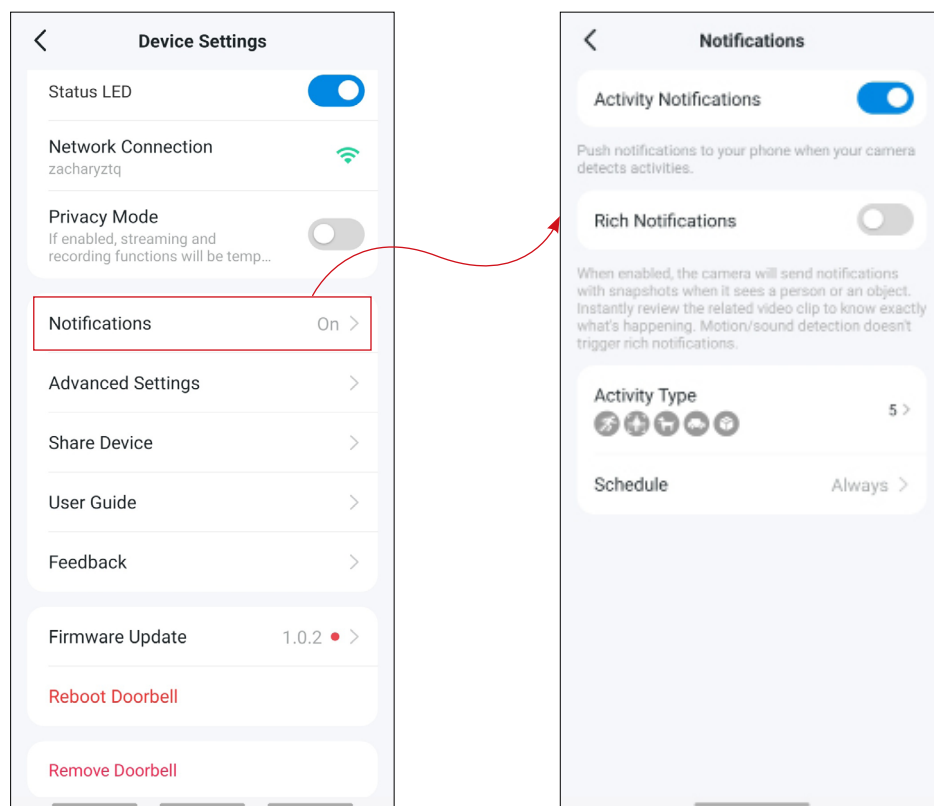 Device Settings
Status LED
Network Connection
zacharyztq
Privacy Mode
If enabled, streaming and
recording functions will be temp...
Notifications On
Advanced Settings
Share Device
User Guide
Feedback
Firmware Update 1.0.2
Reboot Doorbell
Remove Doorbell
Notifications
Activity Notifications
Push notifications to your phone when your camera
detects activities.
Rich Notifications
When enabled, the camera will send notifications
with snapshots when it sees a person or an object.
Instantly review the related video clip to know exactly
what's happening. Motion/sound detection doesn't
trigger rich notifications.
Activity Type
5
Schedule Always